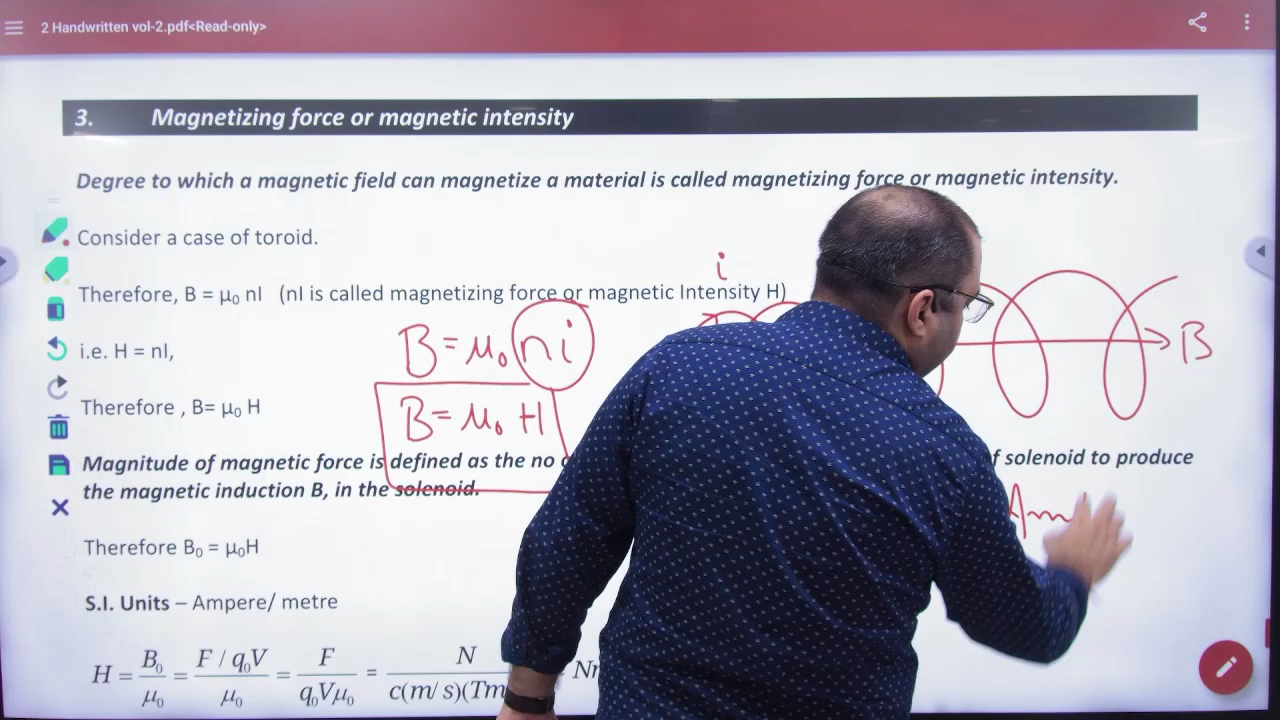 2 Handwritten vol-2.pdf<Read-only>
3. Magnetizing force or magnetic intensity
Degree to which a magnetic field can magnetize a material is called magnetizing force or magnetic intensity.
Consider a case of toroid.
i
Therefore, B = μ₀ nI (nI is called magnetizing force or magnetic Intensity H)
B = μ₀ ni
B
i.e. H = nI,
Therefore , B= μ₀ H
B = μ₀ H
Magnitude of magnetic force is defined as the no of solenoid to produce
the magnetic induction B, in the solenoid.
Am
Therefore B₀ = μ₀H
S.I. Units – Ampere/ metre
H = B₀/μ₀ = F / q₀V/μ₀ = F/q₀Vμ₀ = N/c(m/s)(Tm